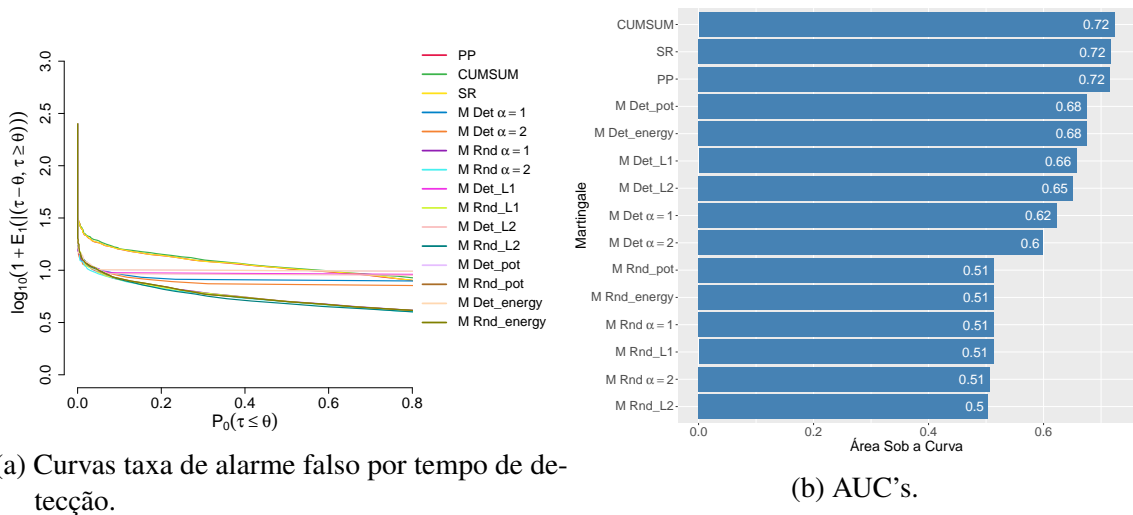 log10(1 + E1(|(τ − θ, τ ≥ θ)))
3.0
2.5
2.0
1.5
1.0
0.5
0.0
0.0 0.2 0.4 0.6 0.8
P0(τ ≤ θ)
PP
CUMSUM
SR
M Det α = 1
M Det α = 2
M Rnd α = 1
M Rnd α = 2
M Det_L1
M Rnd_L1
M Det_L2
M Rnd_L2
M Det_pot
M Rnd_pot
M Det_energy
M Rnd_energy
a) Curvas taxa de alarme falso por tempo de de-
tecção.
Martingale
CUMSUM 0.72
SR 0.72
PP 0.72
M Det_pot 0.68
M Det_energy 0.68
M Det_L1 0.66
M Det_L2 0.65
M Det α = 1 0.62
M Det α = 2 0.6
M Rnd_pot 0.51
M Rnd_energy 0.51
M Rnd α = 1 0.51
M Rnd_L1 0.51
M Rnd α = 2 0.51
M Rnd_L2 0.5
0.0 0.2 0.4 0.6
Área Sob a Curva
(b) AUC's.